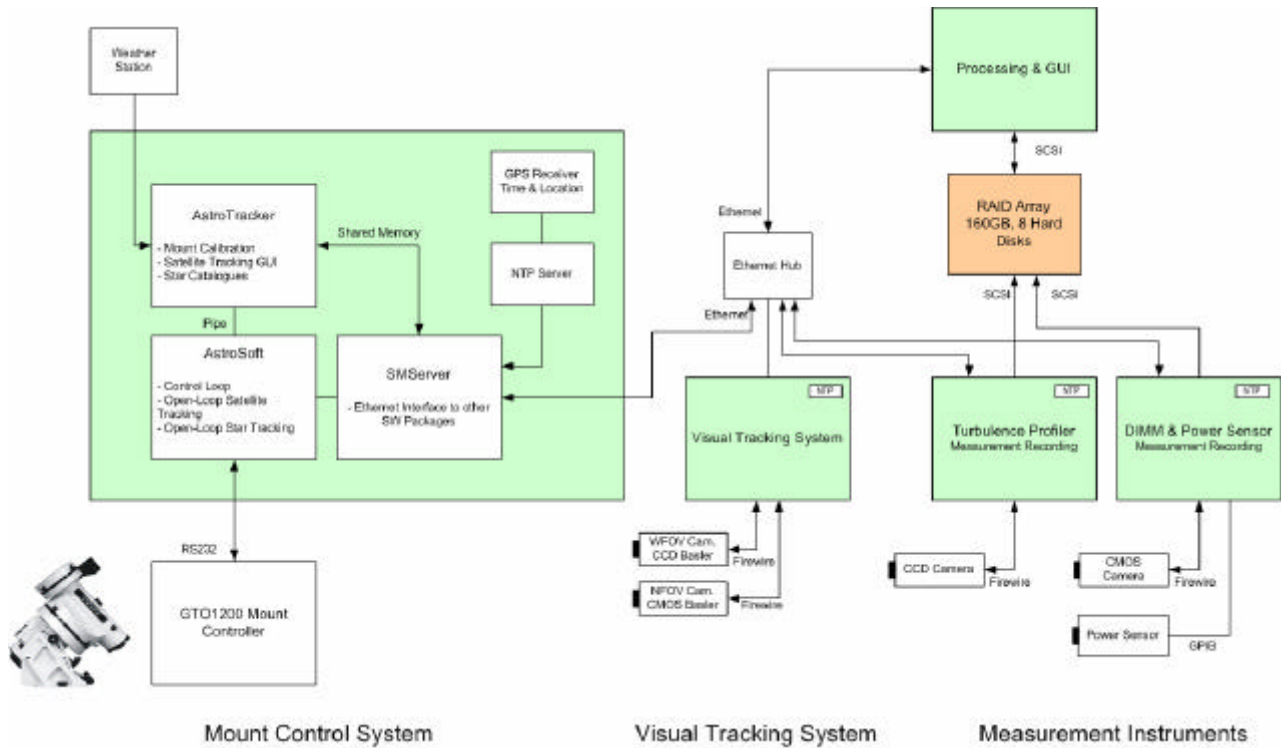 Weather
Station
Processing & GUI
SCSI
GPS Receiver
Time & Location
AstroTracker
- Mount Calibration
- Satellite Tracking GUI
- Star Catalogues
Shared Memory
NTP Server
Ethernet
Ethernet Hub
RAID Array
160GB, 8 Hard
Disks
SCSI
SCSI
Ethernet
Pipe
AstroSoft
- Control Loop
- Open-Loop Satellite
Tracking
- Open-Loop Star Tracking
SMServer
- Ethernet Interface to other
SW Packages
NTP
Visual Tracking System
NTP
Turbulence Profiler
Measurement Recording
NTP
DIMM & Power Sensor
Measurement Recording
RS232
GTO1200 Mount
Controller
WFOV Cam.
CCD Basler
Firewire
NFOV Cam.
CMOS Basler
Firewire
CCD Camera
Firewire
CMOS
Camera
Firewire
Power Sensor
GPIB
Mount Control System
Visual Tracking System
Measurement Instruments